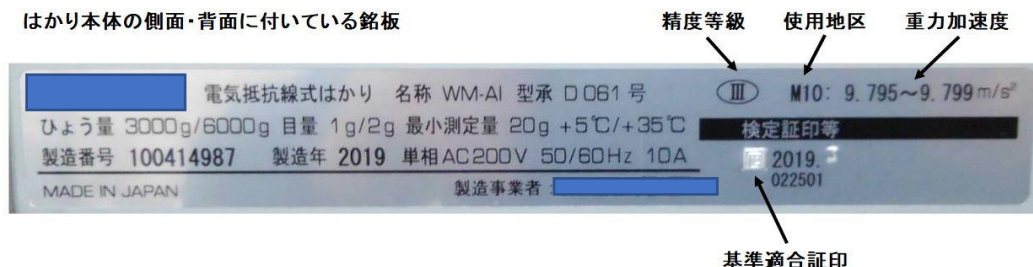 はかり本体の側面・背面に付いている銘板
精度等級 使用地区 重力加速度
電気抵抗線式はかり 名称 WM-AI 型承 D061号
Ⅲ M10: 9.795~9.799m/s²
ひょう量 3000g/6000g 目量 1g/2g 最小測定量 20g +5℃/+35℃
検定証印等
製造番号 100414987 製造年 2019 単相AC200V 50/60Hz 10A
2019.
022501
MADE IN JAPAN 製造事業者:
基準適合証印